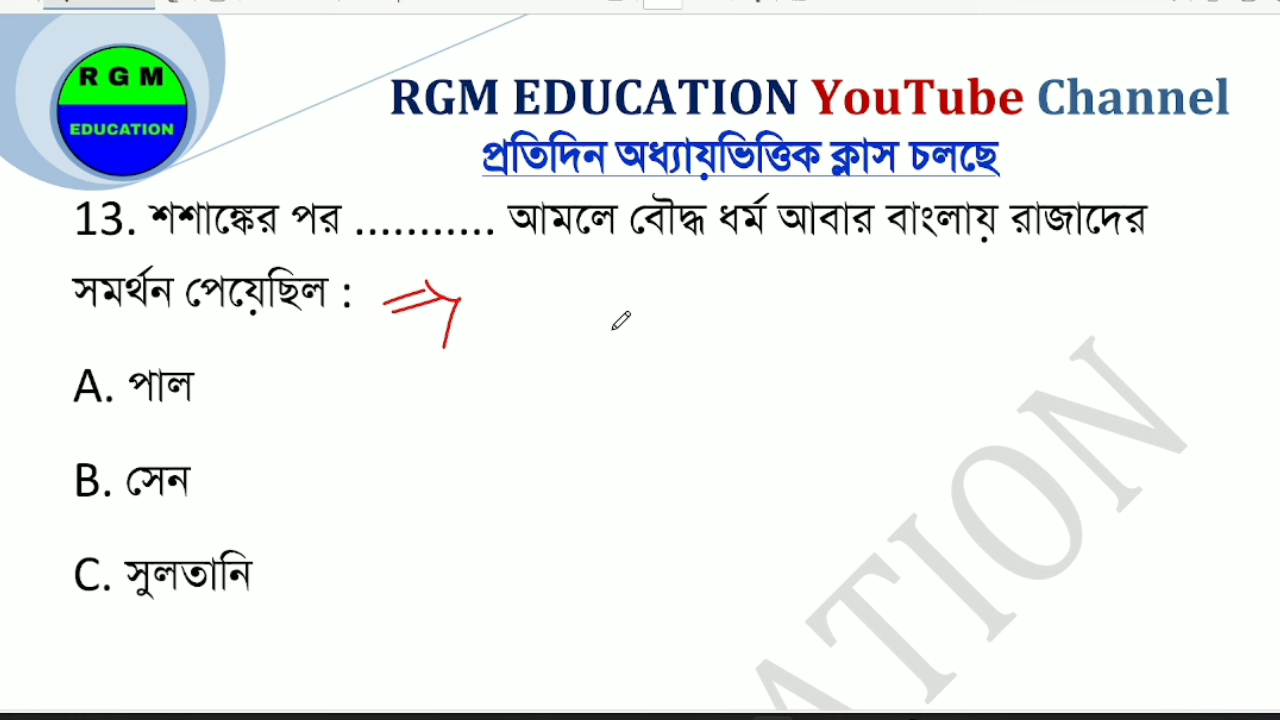 RGM
EDUCATION
RGM EDUCATION YouTube Channel
প্রতিদিন অধ্যায়ভিত্তিক ক্লাস চলছে
13. শশাঙ্কের পর ........... আমলে বৌদ্ধ ধর্ম আবার বাংলায় রাজাদের
সমর্থন পেয়েছিল :
A. পাল
B. সেন
C. সুলতানি
ATION